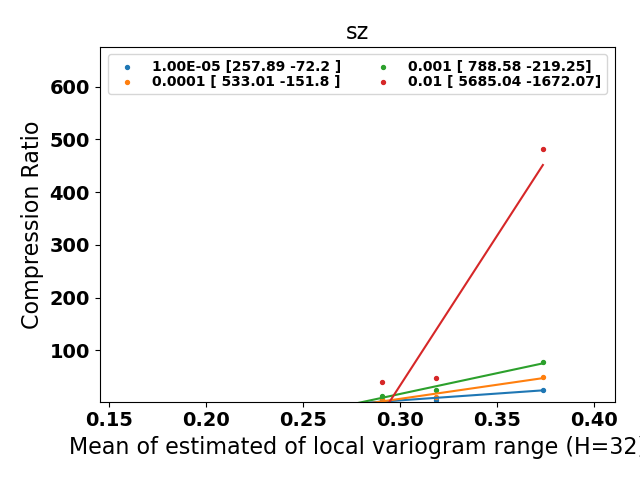 sz
1.00E-05 [257.89 -72.2 ]
0.0001 [ 533.01 -151.8 ]
0.001 [ 788.58 -219.25]
0.01 [ 5685.04 -1672.07]
Compression Ratio
600
500
400
300
200
100
0.15 0.20 0.25 0.30 0.35 0.40
Mean of estimated of local variogram range (H=32)